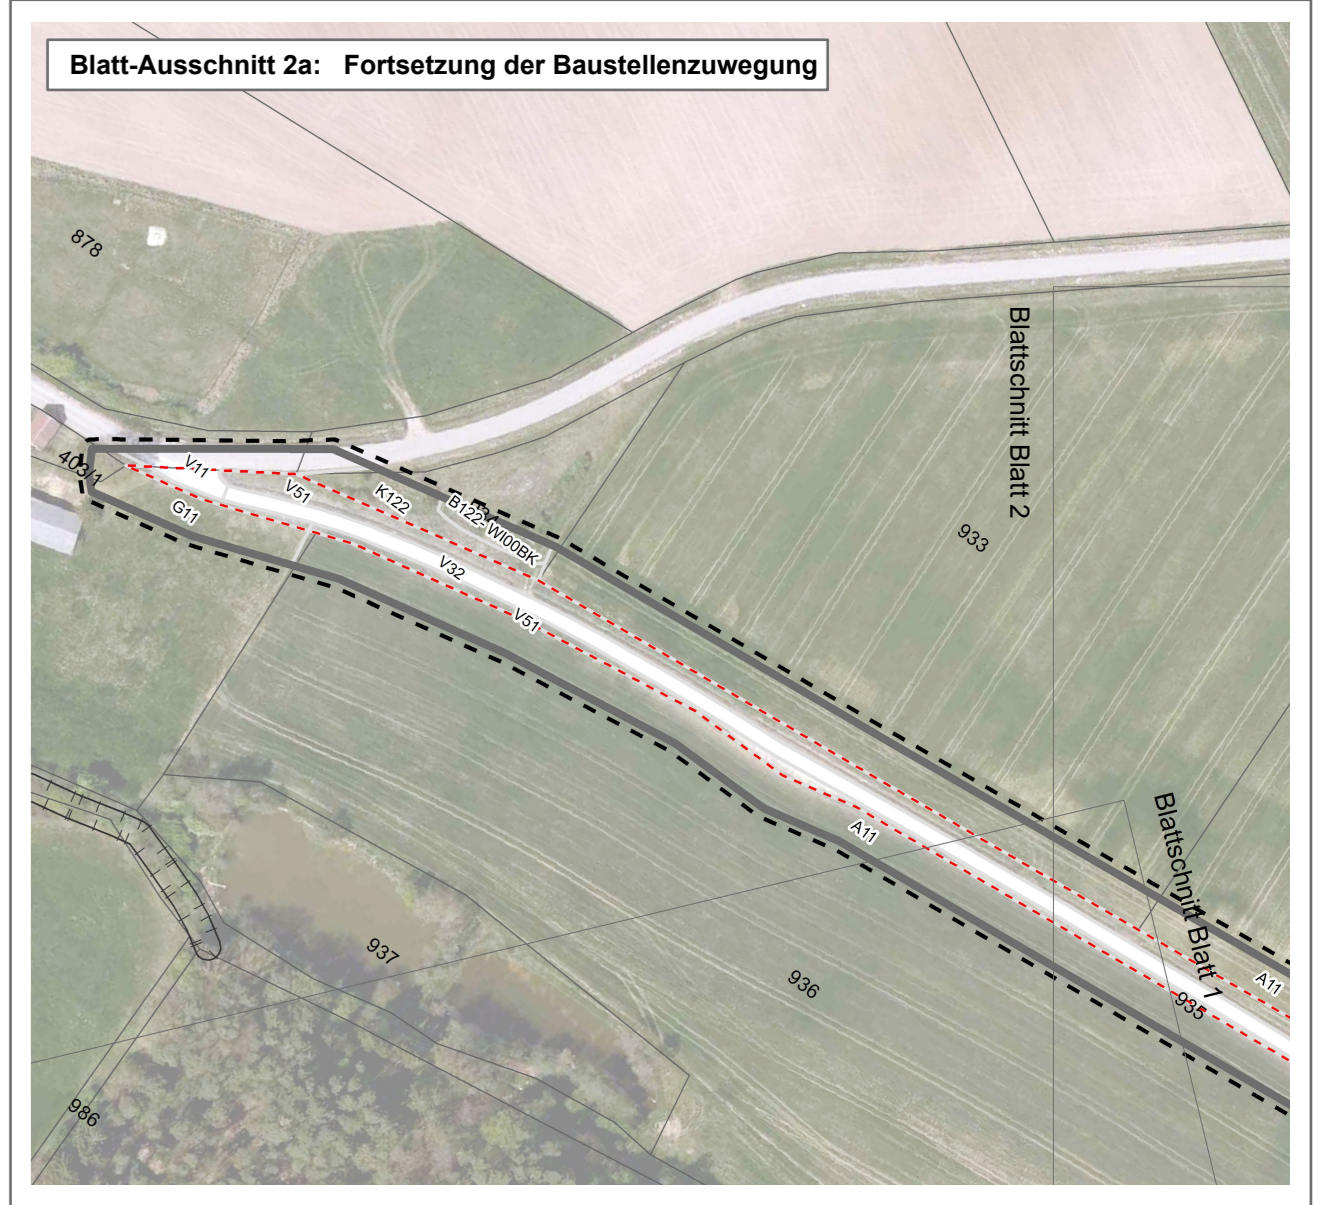 Blatt-Ausschnitt 2a: Fortsetzung der Baustellenzuwegung
878
Blattschnitt Blatt 2
403/1
V11
V51
K122
G11
B122- WI00BK
933
V32
V51
Blattschnitt Blatt 1
A11
937
936
A11
935
986